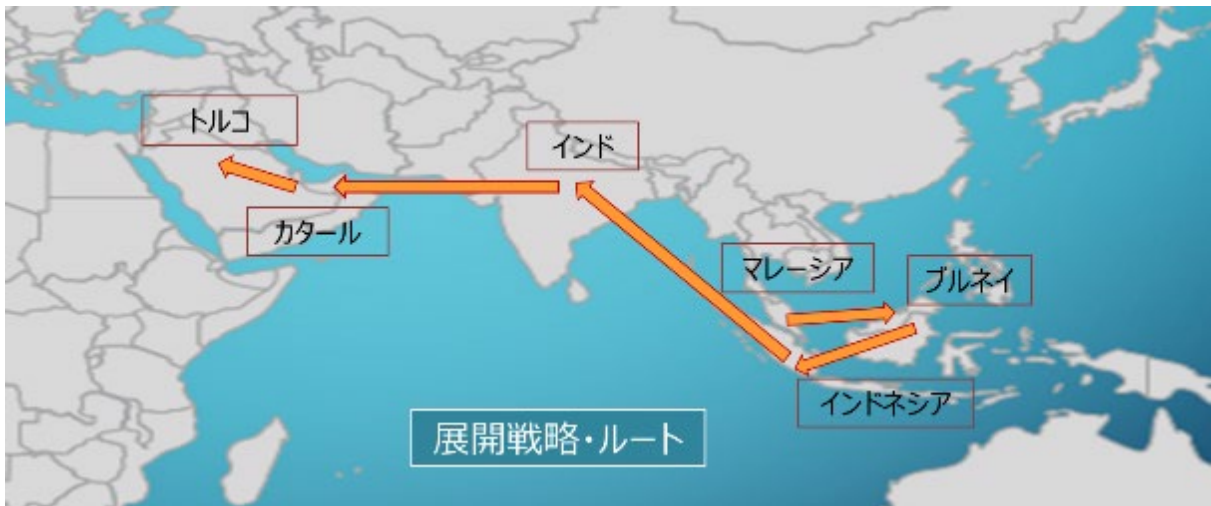 トルコ
インド
カタール
マレーシア
ブルネイ
インドネシア
展開戦略・ルート